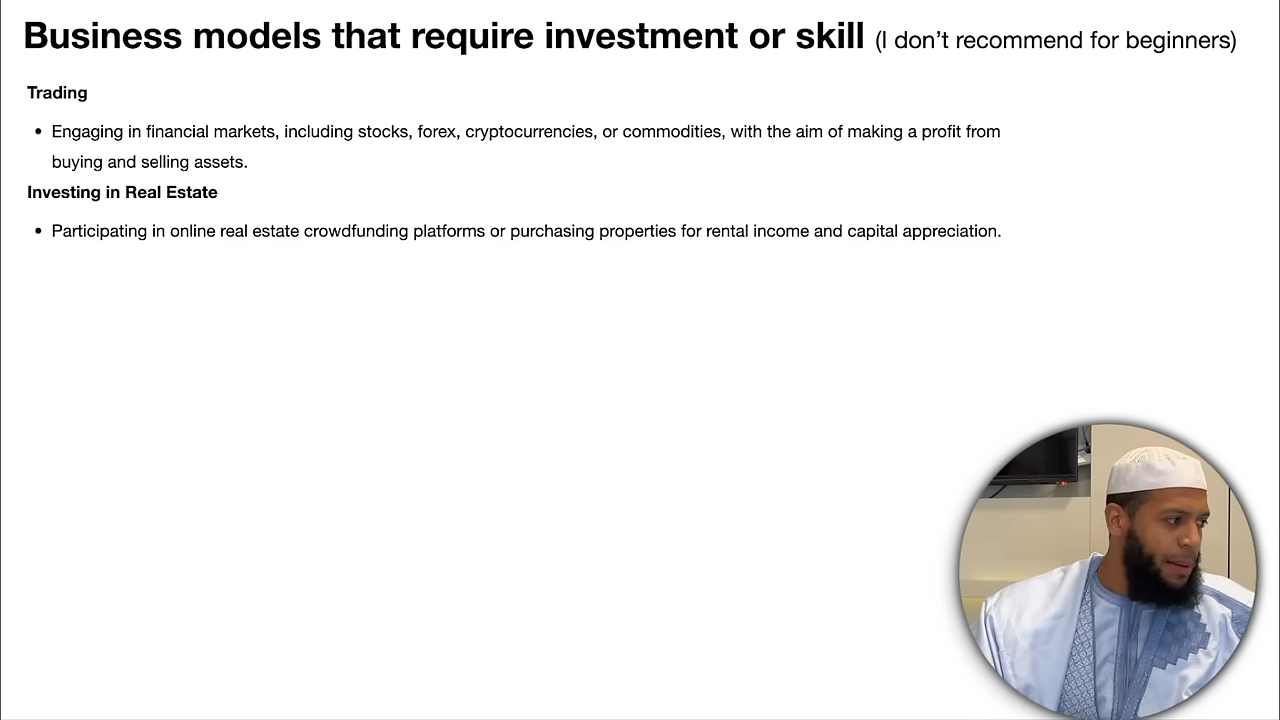 Business models that require investment or skill (I don’t recommend for beginners)
Trading
• Engaging in financial markets, including stocks, forex, cryptocurrencies, or commodities, with the aim of making a profit from
buying and selling assets.
Investing in Real Estate
• Participating in online real estate crowdfunding platforms or purchasing properties for rental income and capital appreciation.